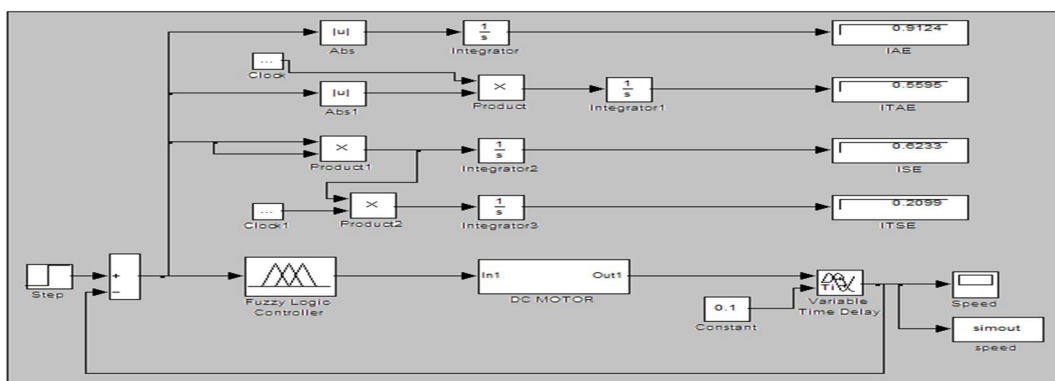 |u|
Abs
1/s
Integrator
0.9124
IAE
...
Clock
|u|
Abs1
×
Product
1/s
Integrator1
0.5595
ITAE
×
Product1
1/s
Integrator2
0.6233
ISE
...
Clock1
×
Product2
1/s
Integrator3
0.2099
ITSE
Step
+
−
Fuzzy Logic
Controller
In1
Out1
DC MOTOR
0.1
Constant
Variable
Time Delay
Speed
simout
speed